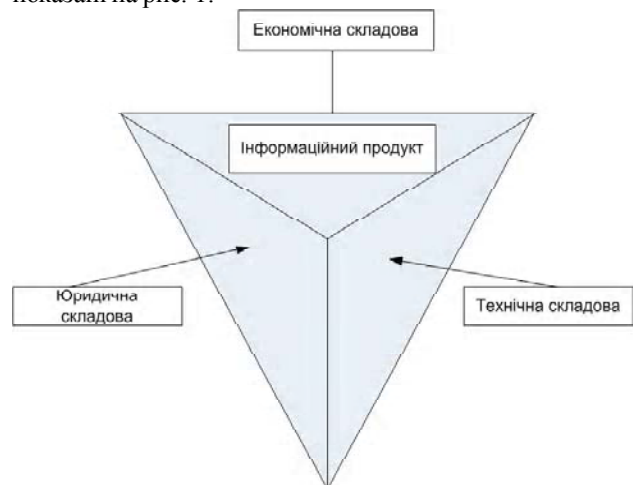 показані на рис. 1.
Економічна складова
Інформаційний продукт
Юридична
складова
Технічна складова